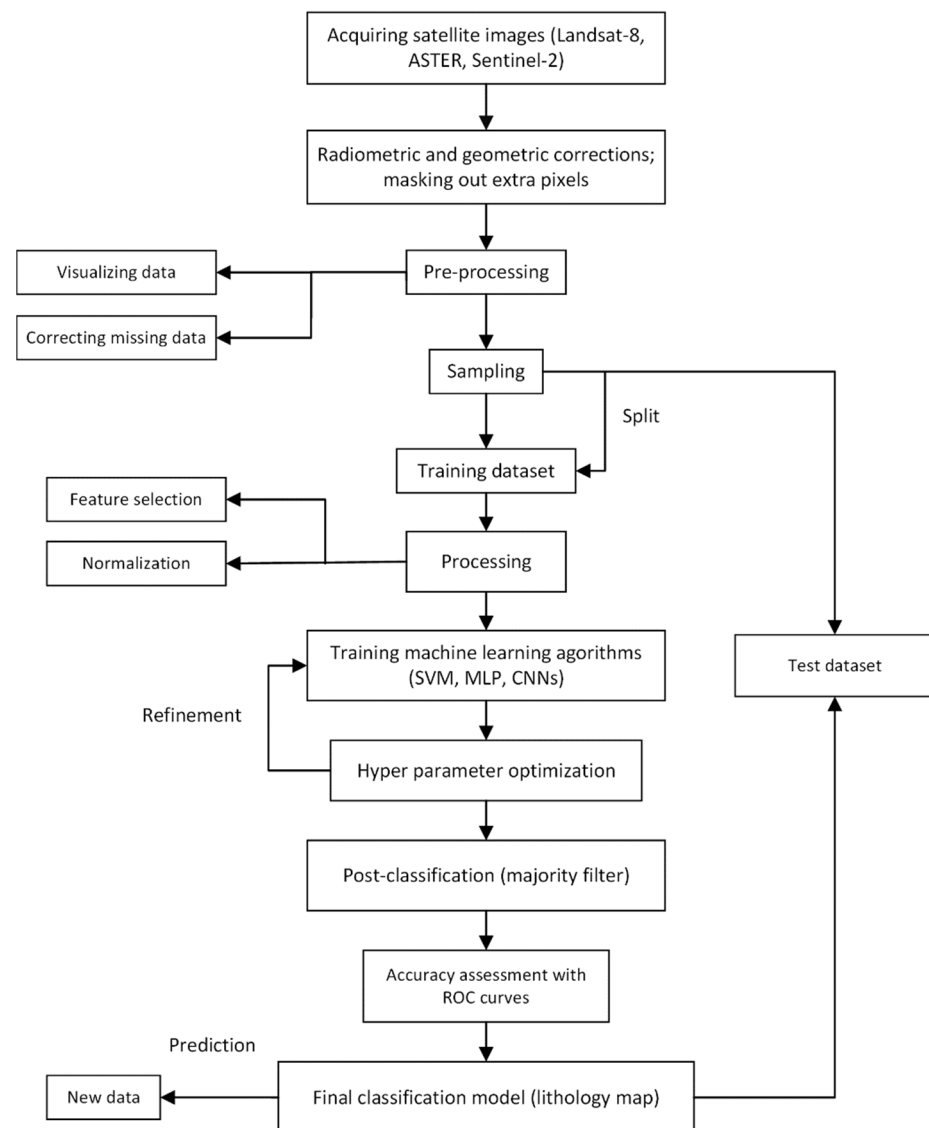 Acquiring satellite images (Landsat-8,
ASTER, Sentinel-2)
Radiometric and geometric corrections;
masking out extra pixels
Pre-processing
Visualizing data
Correcting missing data
Sampling
Split
Training dataset
Feature selection
Normalization
Processing
Training machine learning agorithms
(SVM, MLP, CNNs)
Test dataset
Refinement
Hyper parameter optimization
Post-classification (majority filter)
Accuracy assessment with
ROC curves
Prediction
New data
Final classification model (lithology map)